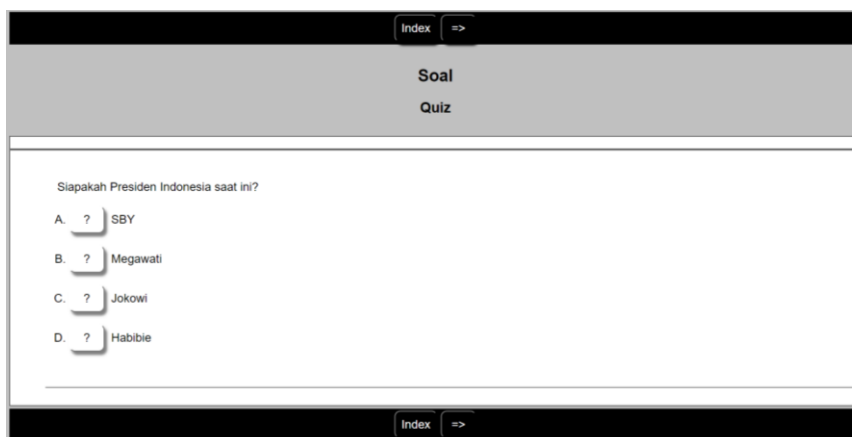 Index =>
Soal
Quiz
Siapakah Presiden Indonesia saat ini?
A. ? SBY
B. ? Megawati
C. ? Jokowi
D. ? Habibie
Index =>